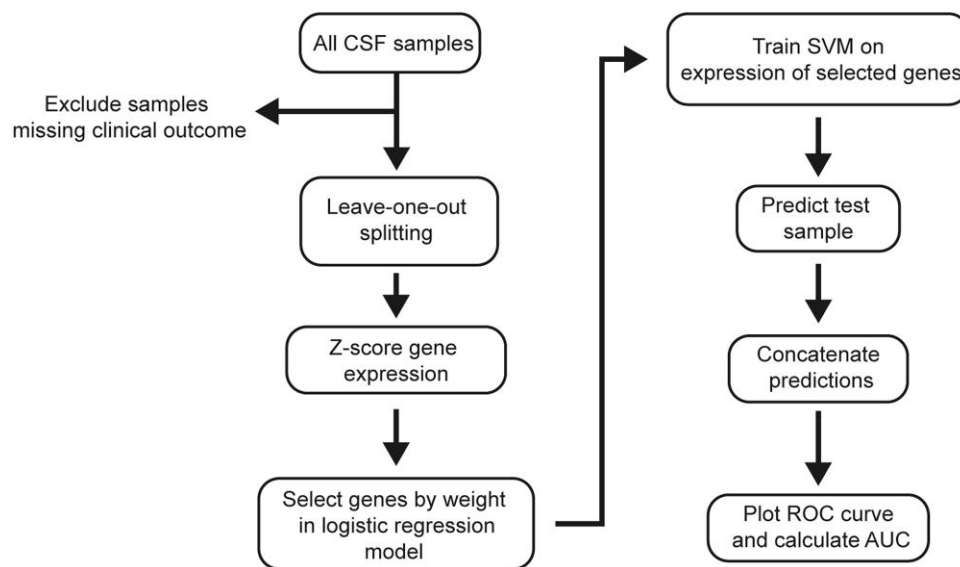 All CSF samples
Exclude samples
missing clinical outcome
Leave-one-out
splitting
Z-score gene
expression
Select genes by weight
in logistic regression
model
Train SVM on
expression of selected genes
Predict test
sample
Concatenate
predictions
Plot ROC curve
and calculate AUC